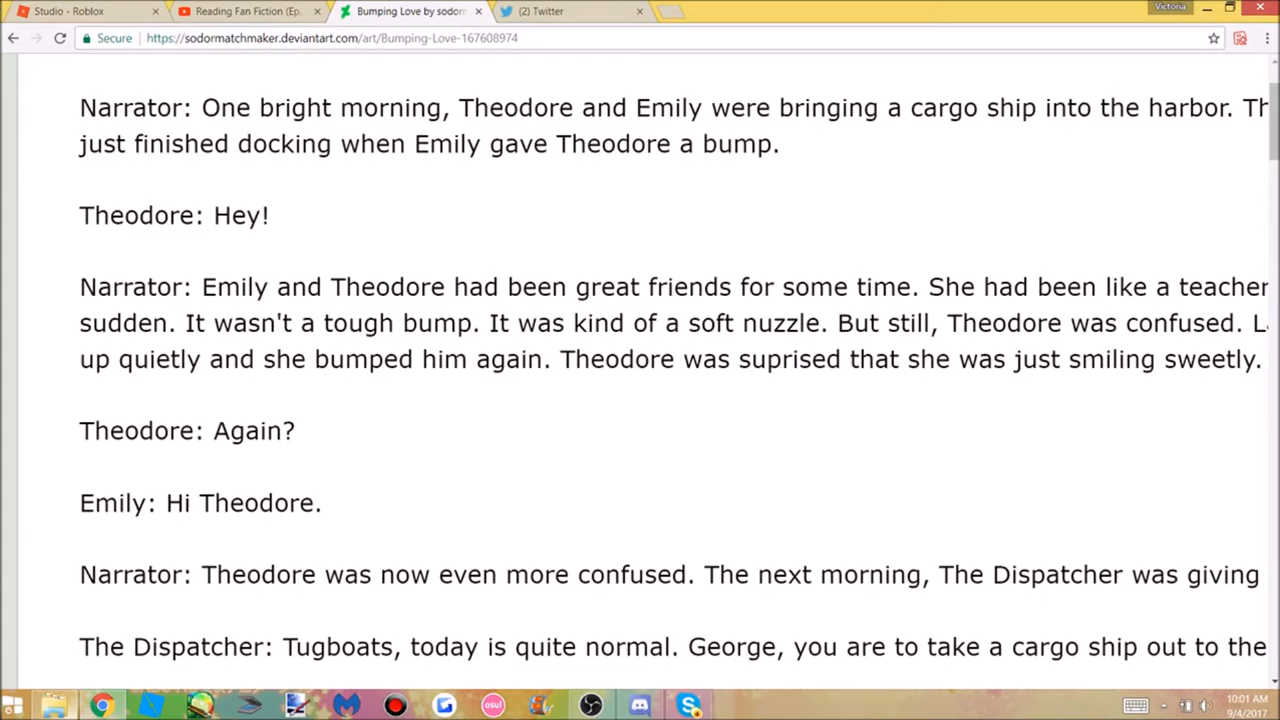 Studio - Roblox
Reading Fan Fiction (Ep.
Bumping Love by sodor
(2) Twitter
Victoria
Secure
https://sodormatchmaker.deviantart.com/art/Bumping-Love-167608974
Narrator: One bright morning, Theodore and Emily were bringing a cargo ship into the harbor. Th
just finished docking when Emily gave Theodore a bump.
Theodore: Hey!
Narrator: Emily and Theodore had been great friends for some time. She had been like a teacher
sudden. It wasn't a tough bump. It was kind of a soft nuzzle. But still, Theodore was confused.
up quietly and she bumped him again. Theodore was suprised that she was just smiling sweetly.
Theodore: Again?
Emily: Hi Theodore.
Narrator: Theodore was now even more confused. The next morning, The Dispatcher was giving
The Dispatcher: Tugboats, today is quite normal. George, you are to take a cargo ship out to the
osu!
10:01 AM
9/4/2017